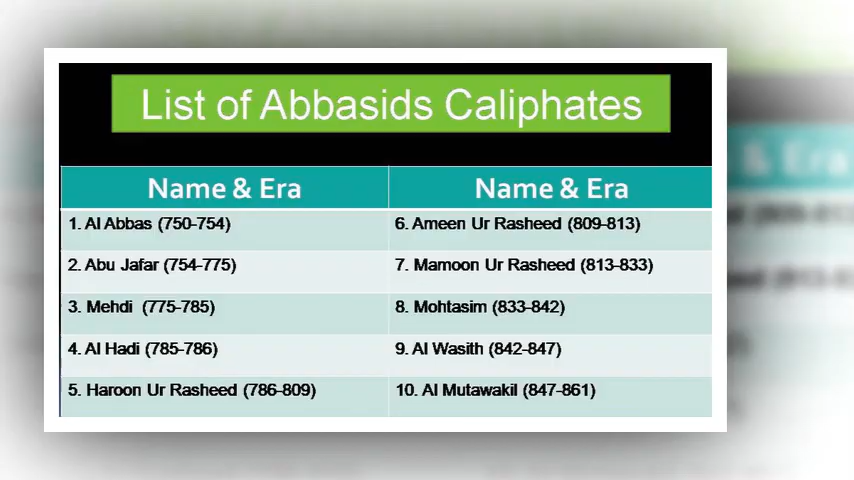 List of Abbasids Caliphates
Name & Era
Name & Era
1. Al Abbas (750-754)
6. Ameen Ur Rasheed (809-813)
2. Abu Jafar (754-775)
7. Mamoon Ur Rasheed (813-833)
3. Mehdi (775-785)
8. Mohtasim (833-842)
4. Al Hadi (785-786)
9. Al Wasith (842-847)
5. Haroon Ur Rasheed (786-809)
10. Al Mutawakil (847-861)